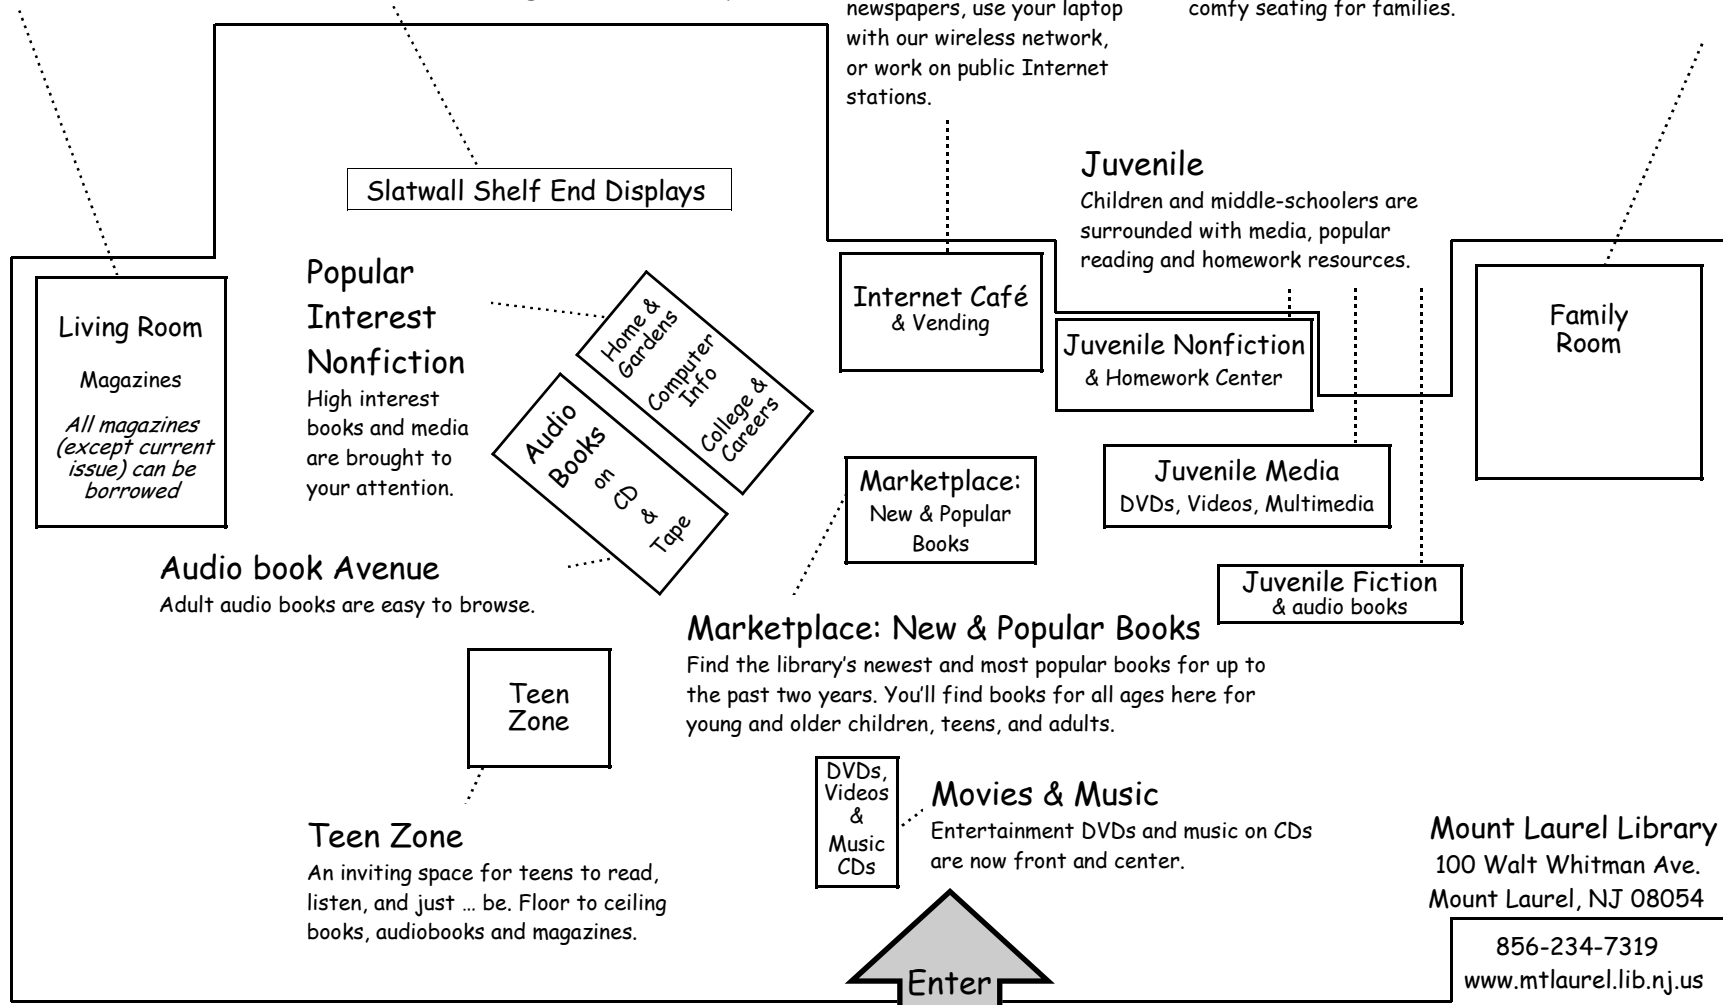 newspapers, use your laptop
with our wireless network,
or work on public Internet
stations.
comfy seating for families.
Slatwall Shelf End Displays
Juvenile
Children and middle-schoolers are
surrounded with media, popular
reading and homework resources.
Living Room
Magazines
All magazines
(except current
issue) can be
borrowed
Popular
Interest
Nonfiction
High interest
books and media
are brought to
your attention.
Home &
Gardens
Computer
Info
College &
Careers
Audio
Books
on
CD
&
Tape
Internet Café
& Vending
Juvenile Nonfiction
& Homework Center
Family
Room
Marketplace:
New & Popular
Books
Juvenile Media
DVDs, Videos, Multimedia
Juvenile Fiction
& audio books
Audio book Avenue
Adult audio books are easy to browse.
Marketplace: New & Popular Books
Find the library’s newest and most popular books for up to
the past two years. You’ll find books for all ages here for
young and older children, teens, and adults.
Teen
Zone
DVDs,
Videos
&
Music
CDs
Movies & Music
Entertainment DVDs and music on CDs
are now front and center.
Teen Zone
An inviting space for teens to read,
listen, and just … be. Floor to ceiling
books, audiobooks and magazines.
Enter
Mount Laurel Library
100 Walt Whitman Ave.
Mount Laurel, NJ 08054
856-234-7319
www.mtlaurel.lib.nj.us